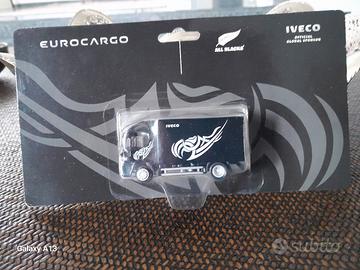 EUROCARGO
ALL BLACKS
IVECO
OFFICIAL
GLOBAL SPONSOR
IVECO
Galaxy A13
subito